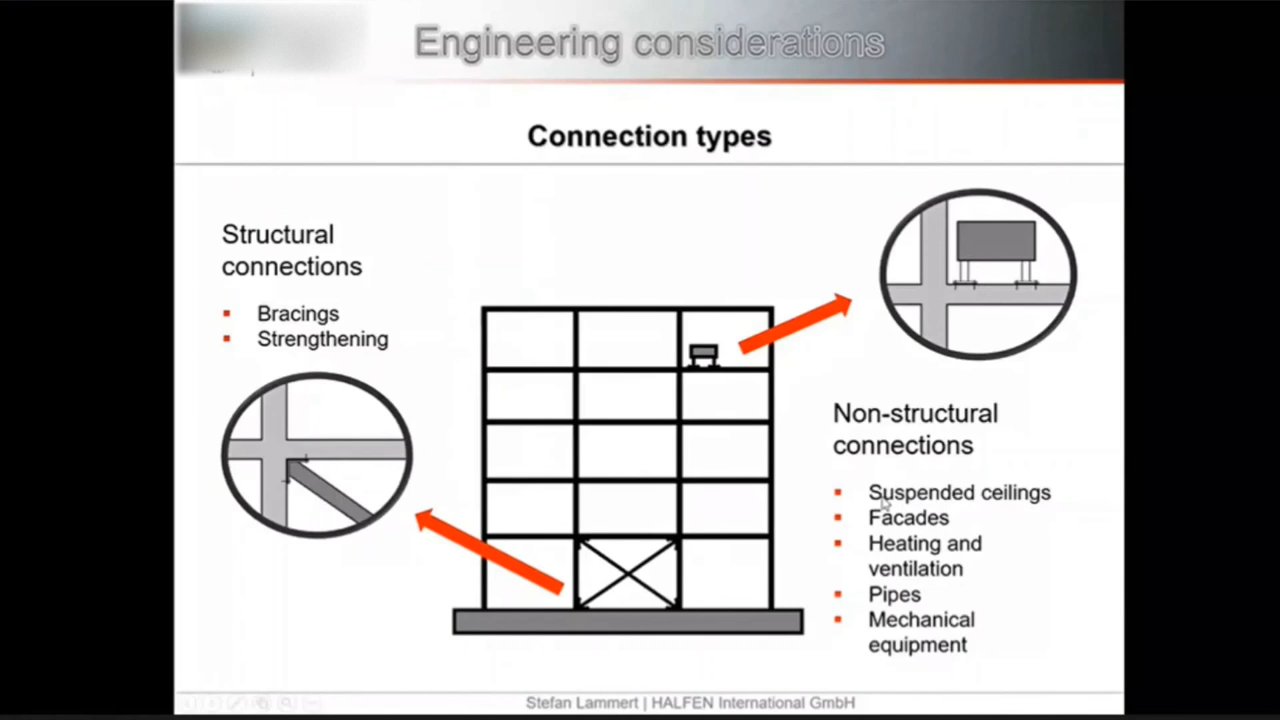 Engineering considerations
Connection types
Structural
connections
Bracings
Strengthening
Non-structural
connections
Suspended ceilings
Facades
Heating and
ventilation
Pipes
Mechanical
equipment
Stefan Lammert | HALFEN International GmbH